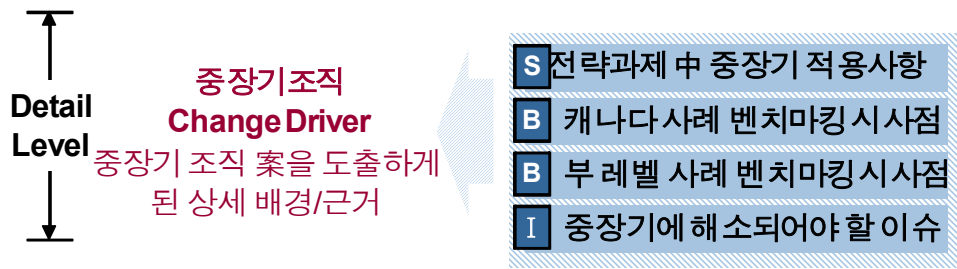 Detail
Level
중장기조직
Change Driver
중장기 조직 案을 도출하게
된 상세 배경/근거
S 전략과제 中 중장기 적용사항
B 캐나다 사례 벤치마킹 시사점
B 부 레벨 사례 벤치마킹 시사점
I 중장기에 해소되어야 할 이슈